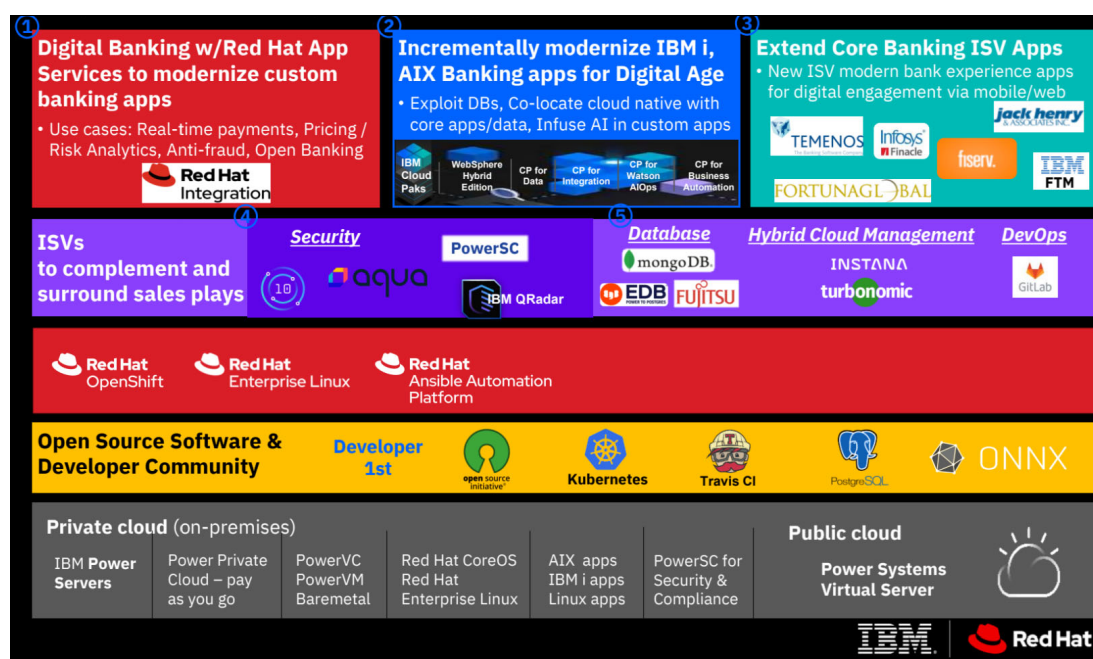 ①
Digital Banking w/Red Hat App
Services to modernize custom
banking apps
• Use cases: Real-time payments, Pricing /
Risk Analytics, Anti-fraud, Open Banking
Red Hat
Integration
②
Incrementally modernize IBM i,
AIX Banking apps for Digital Age
• Exploit DBs, Co-locate cloud native with
core apps/data, Infuse AI in custom apps
IBM
Cloud
Paks
WebSphere
Hybrid
Edition
CP for
Data
CP for
Integration
CP for
Watson
AIOps
CP for
Business
Automation
③
Extend Core Banking ISV Apps
• New ISV modern bank experience apps
for digital engagement via mobile/web
jack henry
& ASSOCIATES INC.
TEMENOS
The Banking Software Company
Infosys
Finacle
fiserv.
IBM
FTM
FORTUNAGLOBAL
ISVs
to complement and
surround sales plays
④
Security
10
aqua
PowerSC
IBM QRadar
⑤
Database
mongoDB.
EDB
POWER TO POSTGRES
FUJITSU
Hybrid Cloud Management
INSTANA
turbonomic
DevOps
GitLab
Red Hat
OpenShift
Red Hat
Enterprise Linux
Red Hat
Ansible Automation
Platform
Open Source Software &
Developer Community
Developer
1st
open source
initiative
Kubernetes
Travis CI
PostgreSQL
ONNX
Private cloud (on-premises)
IBM Power
Servers
Power Private
Cloud – pay
as you go
PowerVC
PowerVM
Baremetal
Red Hat CoreOS
Red Hat
Enterprise Linux
AIX apps
IBM i apps
Linux apps
PowerSC for
Security &
Compliance
Public cloud
Power Systems
Virtual Server
IBM
Red Hat